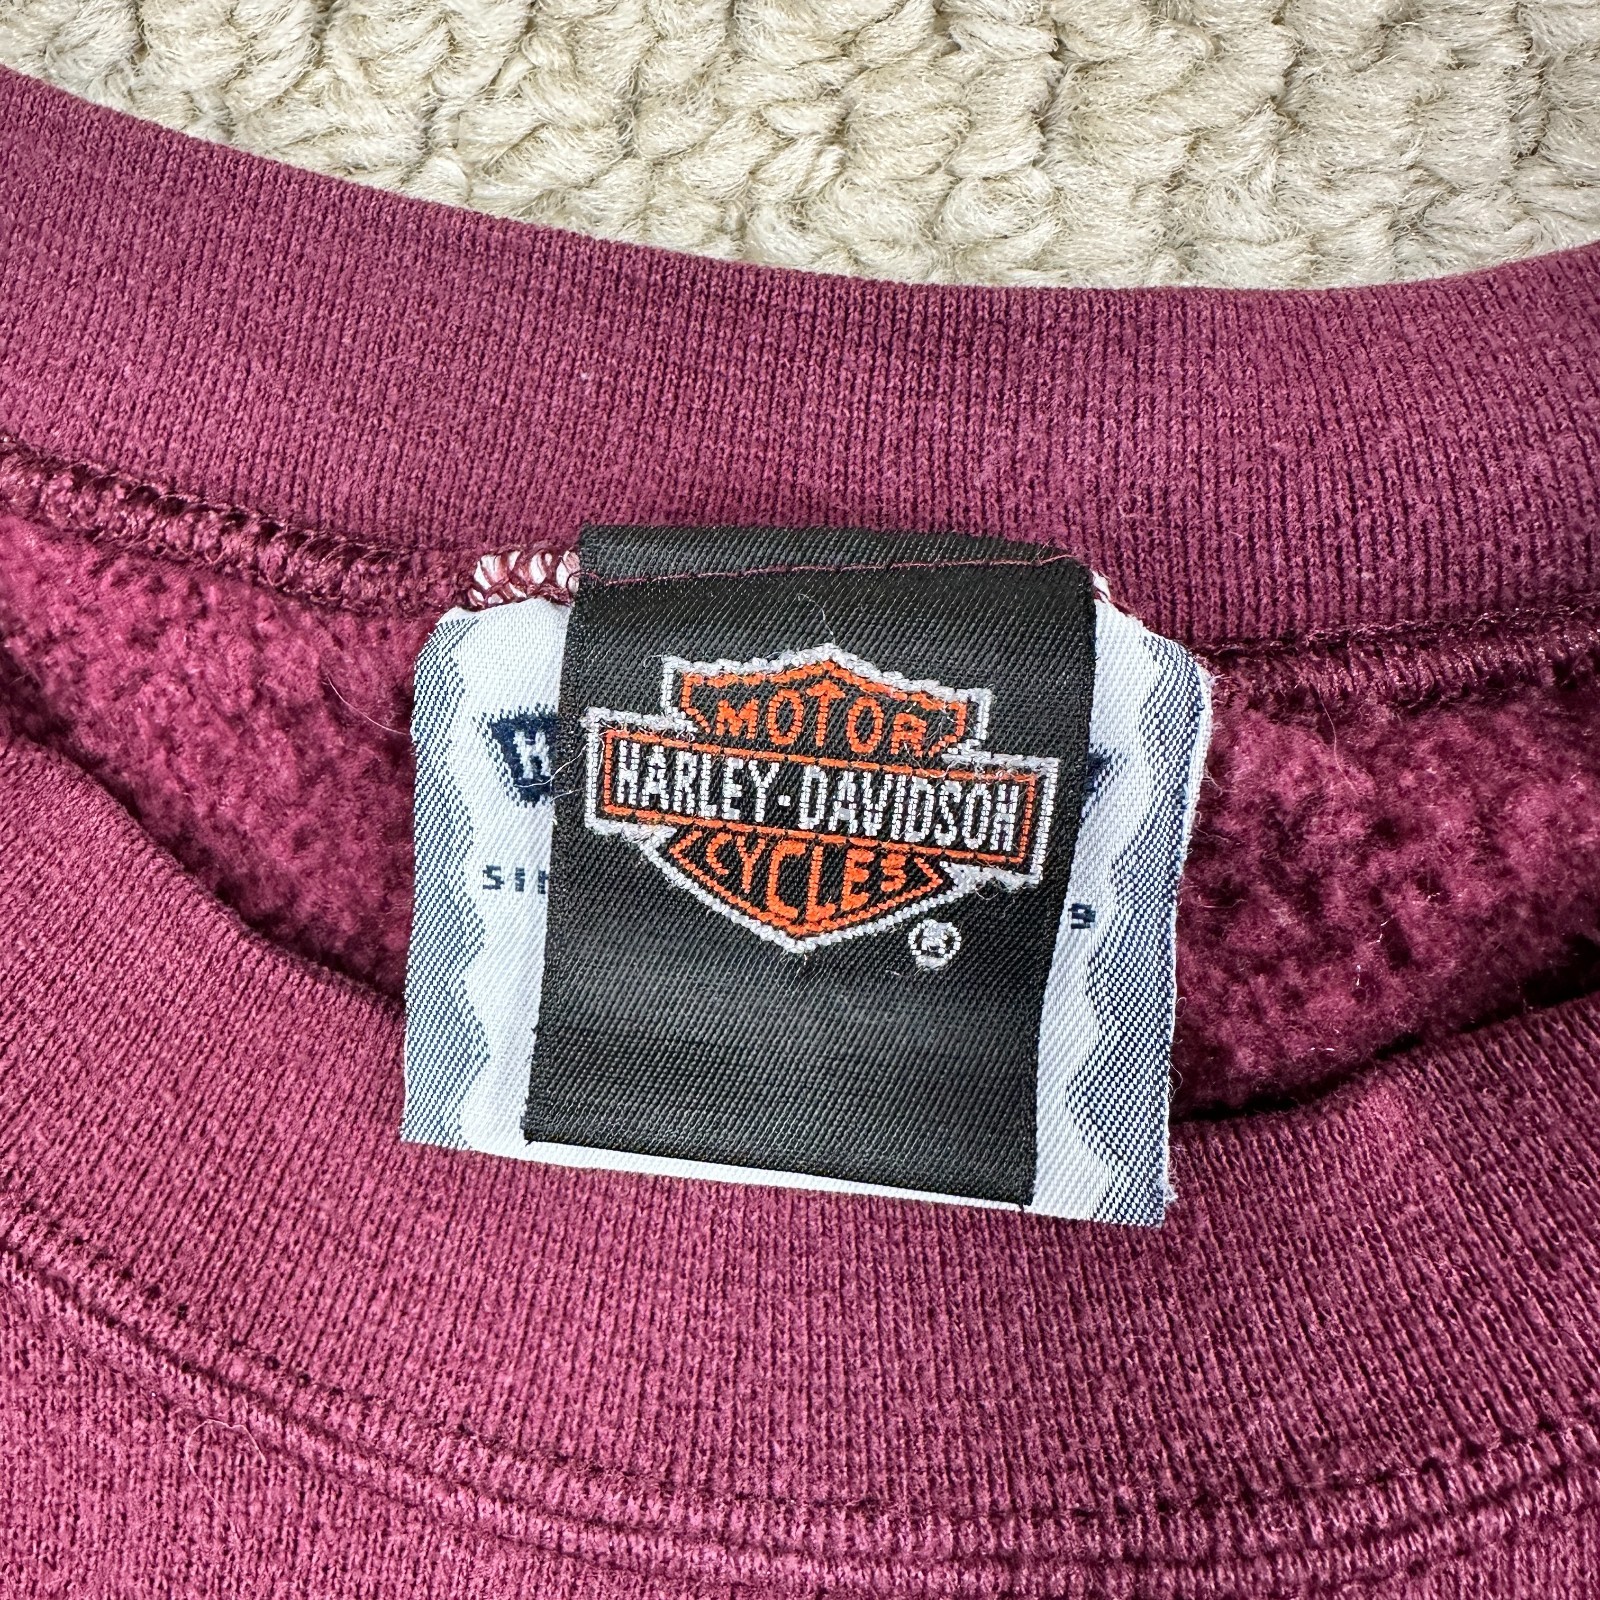 MOTOR
HARLEY-DAVIDSON
CYCLES
®